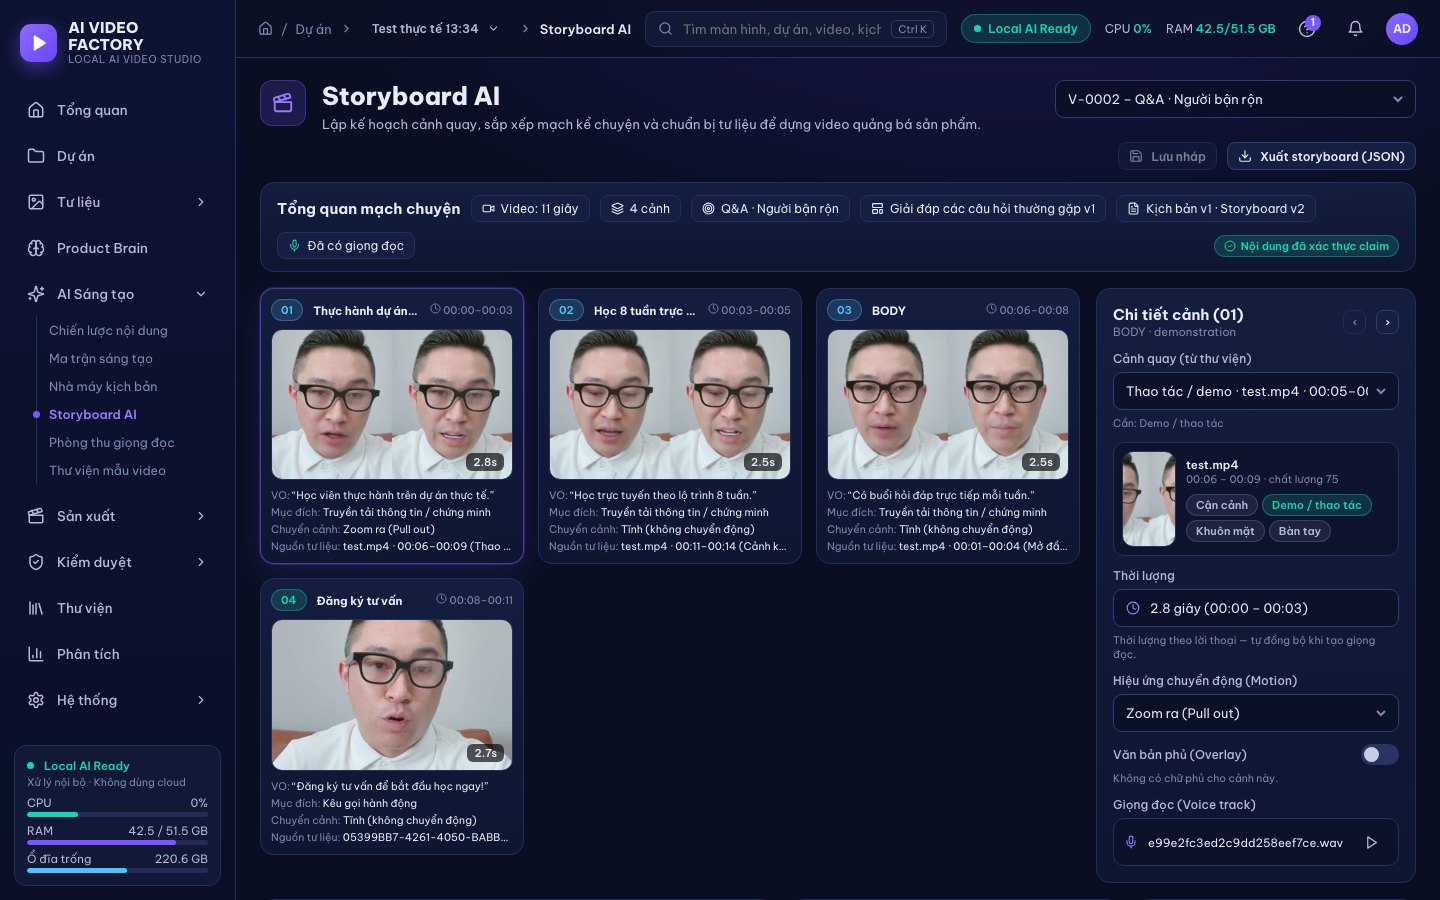 AI VIDEO
FACTORY
LOCAL AI VIDEO STUDIO
Tổng quan
Dự án
Tư liệu
Product Brain
AI Sáng tạo
Chiến lược nội dung
Ma trận sáng tạo
Nhà máy kịch bản
Storyboard AI
Phòng thu giọng đọc
Thư viện mẫu video
Sản xuất
Kiểm duyệt
Thư viện
Phân tích
Hệ thống
Local AI Ready
Xử lý nội bộ · Không dùng cloud
CPU 0%
RAM 42.5 / 51.5 GB
Ổ đĩa trống 220.6 GB
/ Dự án > Test thực tế 13:34 > Storyboard AI
Tìm màn hình, dự án, video, kịch Ctrl K
Local AI Ready
CPU 0% RAM 42.5/51.5 GB
1
AD
Storyboard AI
Lập kế hoạch cảnh quay, sắp xếp mạch kể chuyện và chuẩn bị tư liệu để dựng video quảng bá sản phẩm.
V-0002 – Q&A · Người bận rộn
Lưu nháp
Xuất storyboard (JSON)
Tổng quan mạch chuyện
Video: 11 giây
4 cảnh
Q&A · Người bận rộn
Giải đáp các câu hỏi thường gặp v1
Kịch bản v1 · Storyboard v2
Đã có giọng đọc
Nội dung đã xác thực claim
01 Thực hành dự án... 00:00–00:03
2.8s
VO: “Học viên thực hành trên dự án thực tế.”
Mục đích: Truyền tải thông tin / chứng minh
Chuyển cảnh: Zoom ra (Pull out)
Nguồn tư liệu: test.mp4 · 00:06–00:09 (Thao ...
02 Học 8 tuần trực ... 00:03–00:05
2.5s
VO: “Học trực tuyến theo lộ trình 8 tuần.”
Mục đích: Truyền tải thông tin / chứng minh
Chuyển cảnh: Tĩnh (không chuyển động)
Nguồn tư liệu: test.mp4 · 00:11–00:14 (Cảnh k...
03 BODY 00:06–00:08
2.5s
VO: “Có buổi hỏi đáp trực tiếp mỗi tuần.”
Mục đích: Truyền tải thông tin / chứng minh
Chuyển cảnh: Tĩnh (không chuyển động)
Nguồn tư liệu: test.mp4 · 00:01–00:04 (Mở đầ...
04 Đăng ký tư vấn 00:08–00:11
2.7s
VO: “Đăng ký tư vấn để bắt đầu học ngay!”
Mục đích: Kêu gọi hành động
Chuyển cảnh: Tĩnh (không chuyển động)
Nguồn tư liệu: 05399BB7-4261-4050-BABB...
Chi tiết cảnh (01)
BODY · demonstration
Cảnh quay (từ thư viện)
Thao tác / demo · test.mp4 · 00:05–0(
Cần: Demo / thao tác
test.mp4
00:06 – 00:09 · chất lượng 75
Cận cảnh
Demo / thao tác
Khuôn mặt
Bàn tay
Thời lượng
2.8 giây (00:00 – 00:03)
Thời lượng theo lời thoại — tự đồng bộ khi tạo giọng
đọc.
Hiệu ứng chuyển động (Motion)
Zoom ra (Pull out)
Văn bản phủ (Overlay)
Không có chữ phủ cho cảnh này.
Giọng đọc (Voice track)
e99e2fc3ed2c9dd258eef7ce.wav